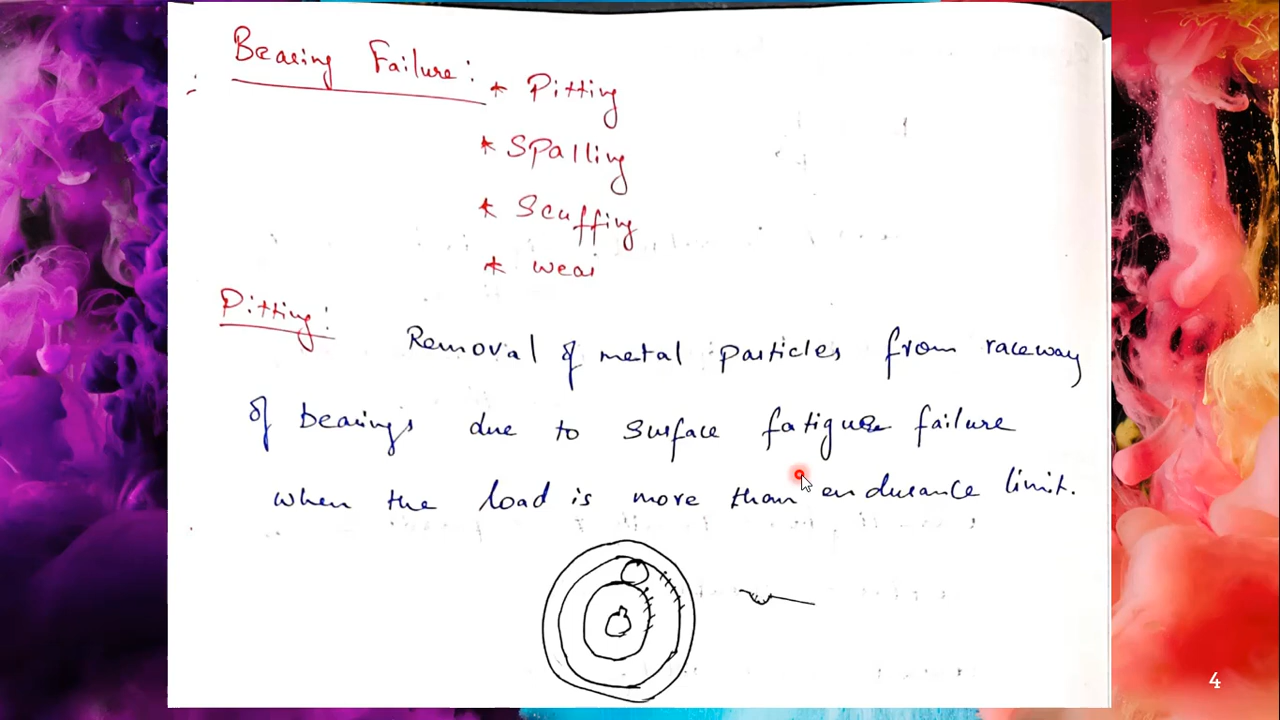 Bearing Failure:
* Pitting
* Spalling
* Scuffing
* wear
Pitting:
Removal of metal particles from raceway
of bearings due to surface fatigue failure
when the load is more than endurance limit.
4